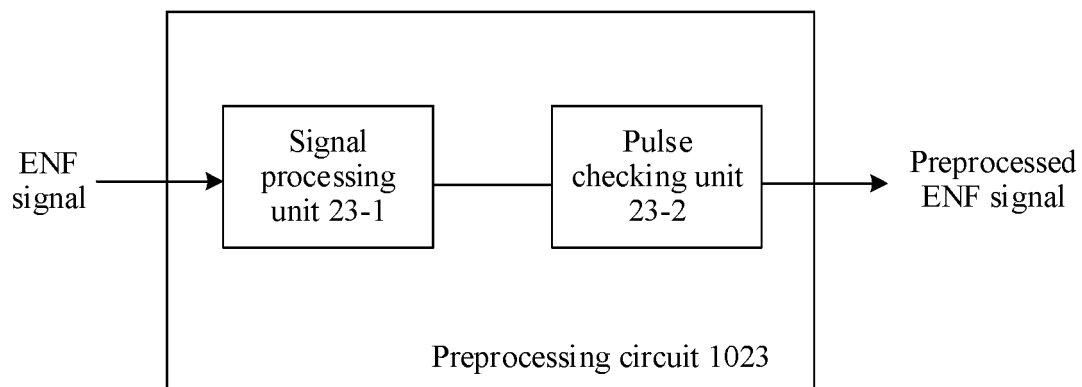 ENF
signal
Signal
processing
unit 23-1
Pulse
checking unit
23-2
Preprocessed
ENF signal
Preprocessing circuit 1023